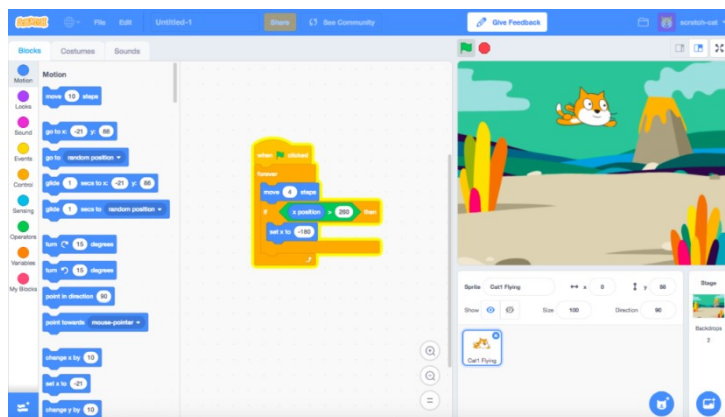 SCRATCH File Edit Untitled-1 Share See Community Give Feedback scratch-cat
Blocks Costumes Sounds
Motion
Looks
Sound
Events
Control
Sensing
Operators
Variables
My Blocks
Motion
move 10 steps
go to x: -21 y: 86
go to random position
glide 1 secs to x: -21 y: 86
glide 1 secs to random position
turn 15 degrees
turn 15 degrees
point in direction 90
point towards mouse-pointer
change x by 10
set x to -21
change y by 10
when clicked
forever
move 4 steps
if x position > 260 then
set x to -180
Sprite Cat1 Flying x 0 y 86
Show Size 100 Direction 90
Cat1 Flying
Stage
Backdrops
2